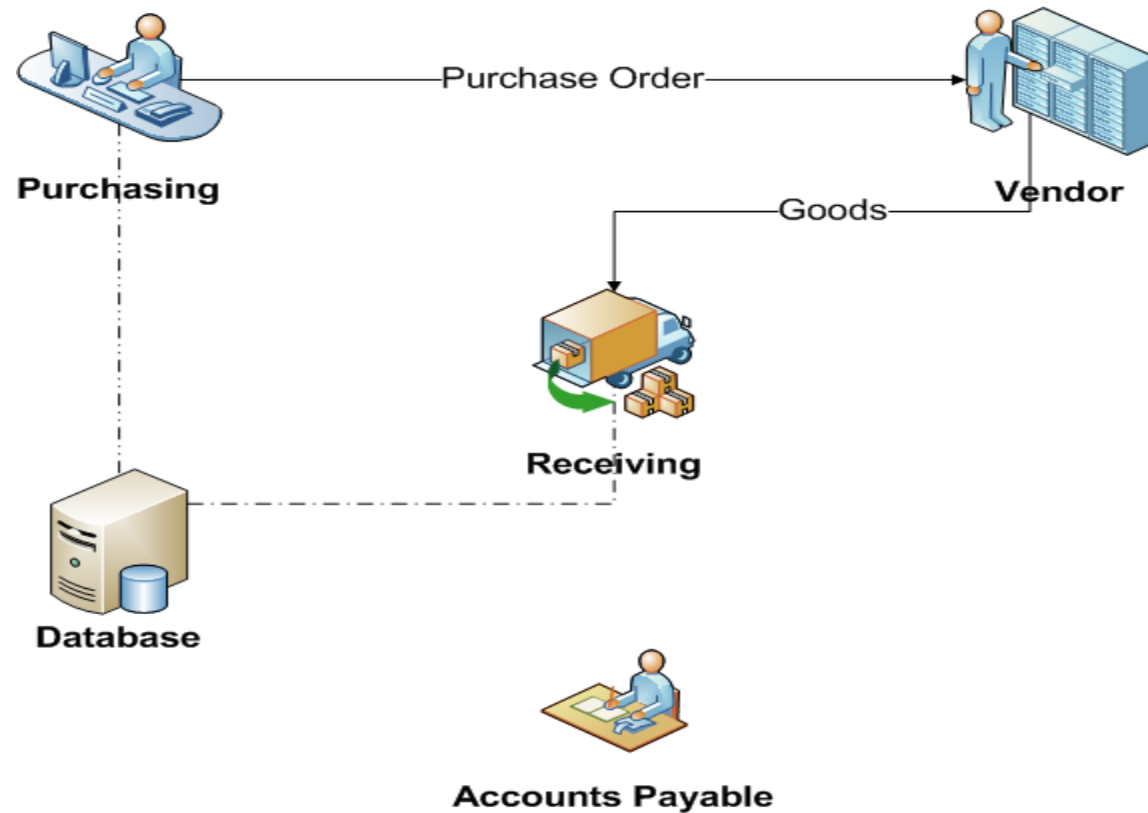 Purchase Order
Purchasing
Vendor
Goods
Receiving
Database
Accounts Payable